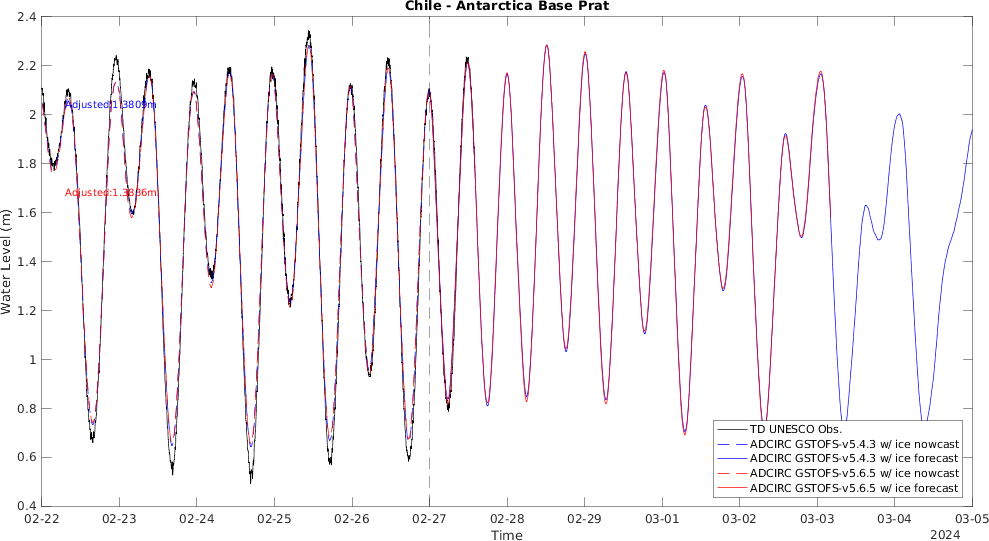 Chile - Antarctica Base Prat
2.4
2.2
2
1.8
1.6
1.4
1.2
1
0.8
0.6
0.4
Water Level (m)
Adjusted:1.3809m
Adjusted:1.3836m
TD UNESCO Obs.
ADCIRC GSTOFS-v5.4.3 w/ ice nowcast
ADCIRC GSTOFS-v5.4.3 w/ ice forecast
ADCIRC GSTOFS-v5.6.5 w/ ice nowcast
ADCIRC GSTOFS-v5.6.5 w/ ice forecast
02-22 02-23 02-24 02-25 02-26 02-27 02-28 02-29 03-01 03-02 03-03 03-04 03-05
Time
2024